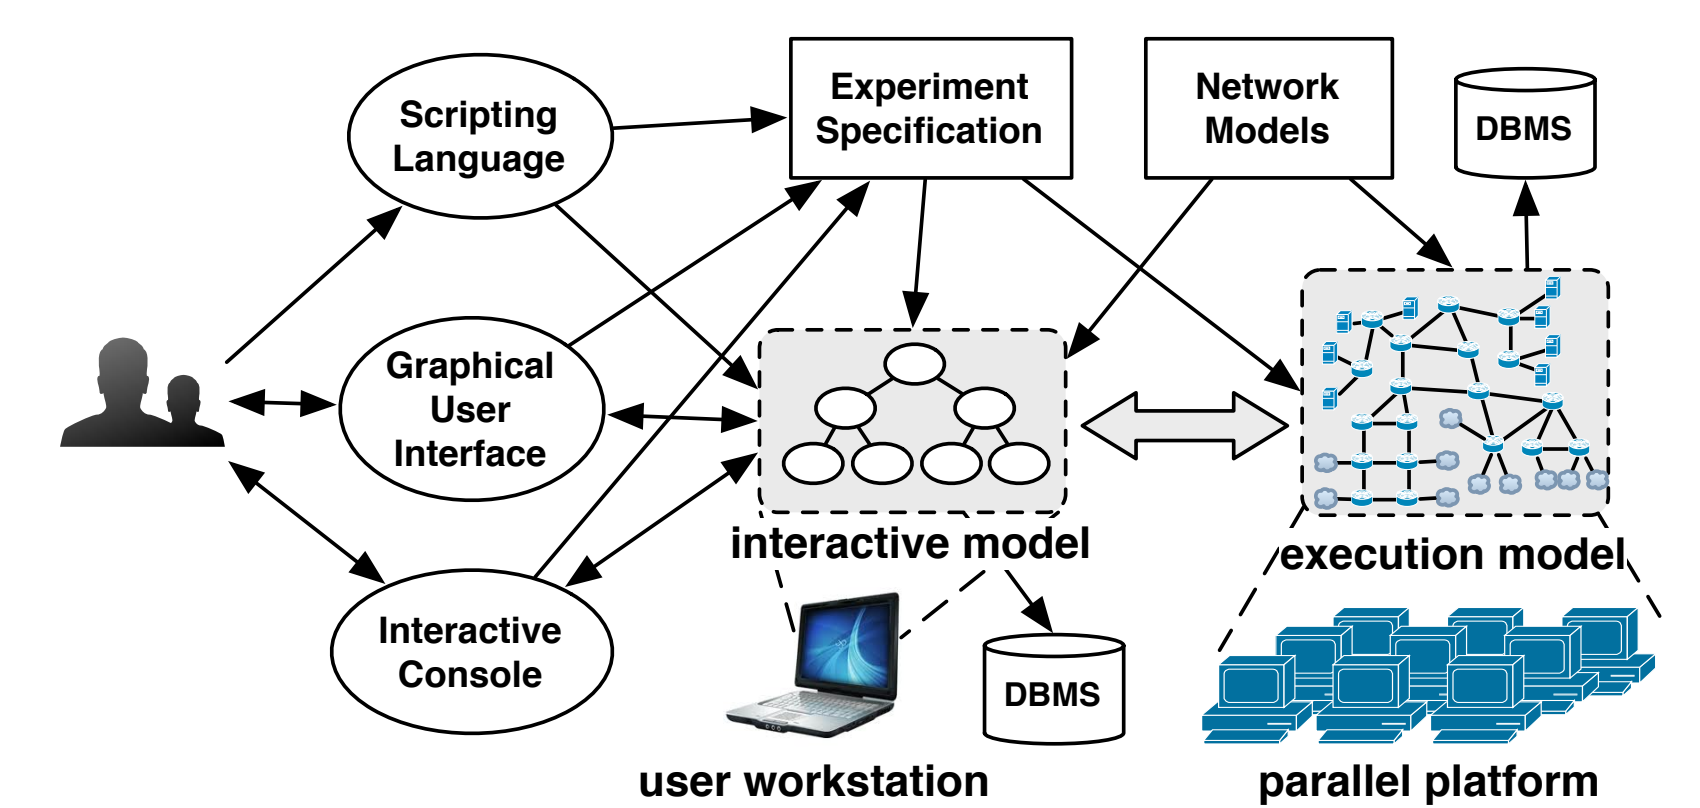 Scripting
Language
Experiment
Specification
Network
Models
DBMS
Graphical
User
Interface
interactive model
execution model
Interactive
Console
DBMS
user workstation
parallel platform